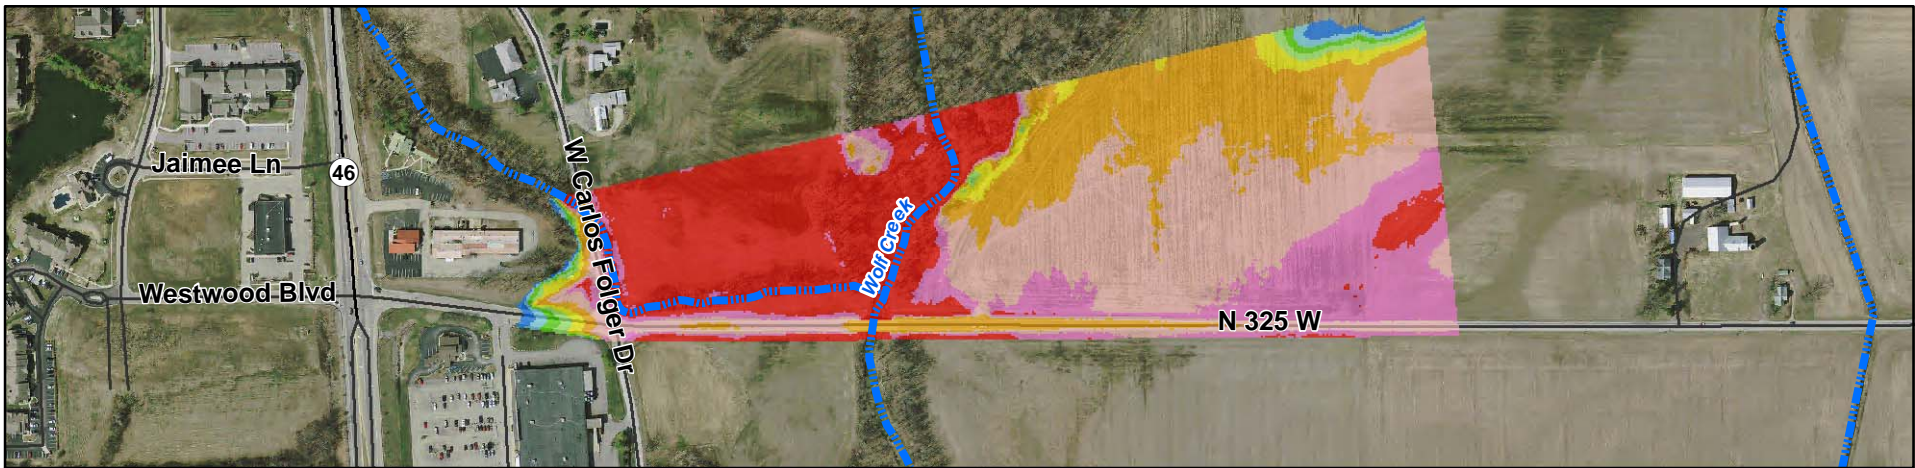 W Carlos Folger Dr
Jaimee Ln
46
Wolf Creek
Westwood Blvd
N 325 W